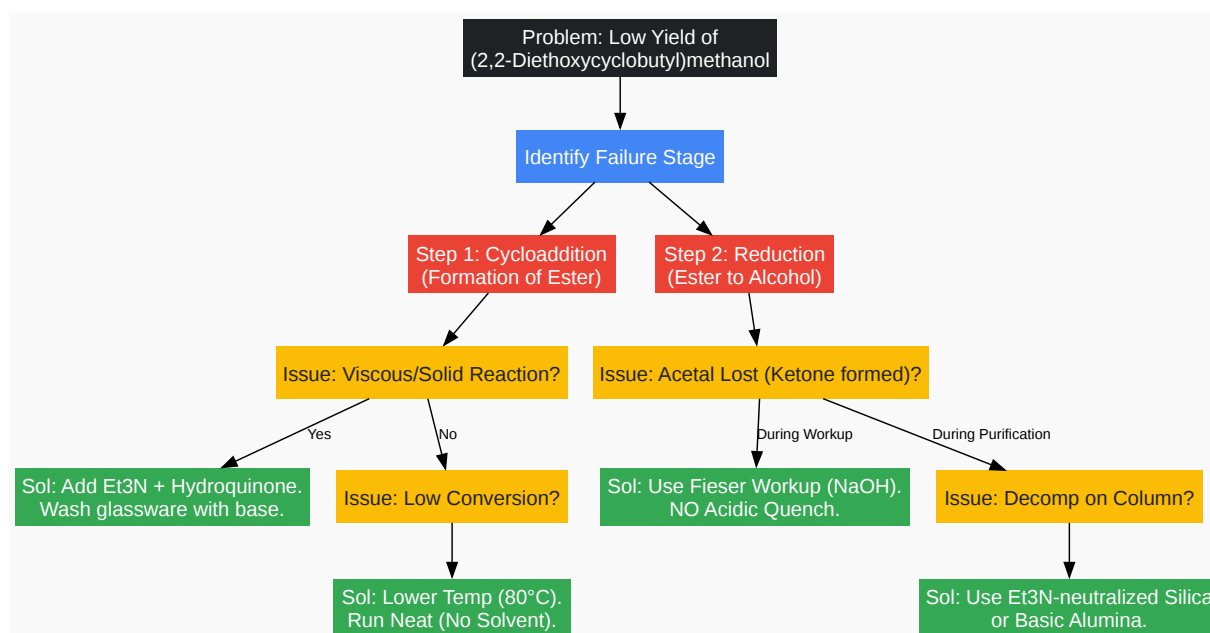 Problem: Low Yield of
(2,2-Diethoxycyclobutyl)methanol
Identify Failure Stage
Step 1: Cycloaddition
(Formation of Ester)
Step 2: Reduction
(Ester to Alcohol)
Issue: Viscous/Solid Reaction?
Issue: Acetal Lost (Ketone formed)?
Yes
No
During Workup
During Purification
Sol: Add Et3N + Hydroquinone.
Wash glassware with base.
Issue: Low Conversion?
Sol: Use Fieser Workup (NaOH).
NO Acidic Quench.
Issue: Decomp on Column?
Sol: Lower Temp (80°C).
Run Neat (No Solvent).
Sol: Use Et3N-neutralized Silica
or Basic Alumina.